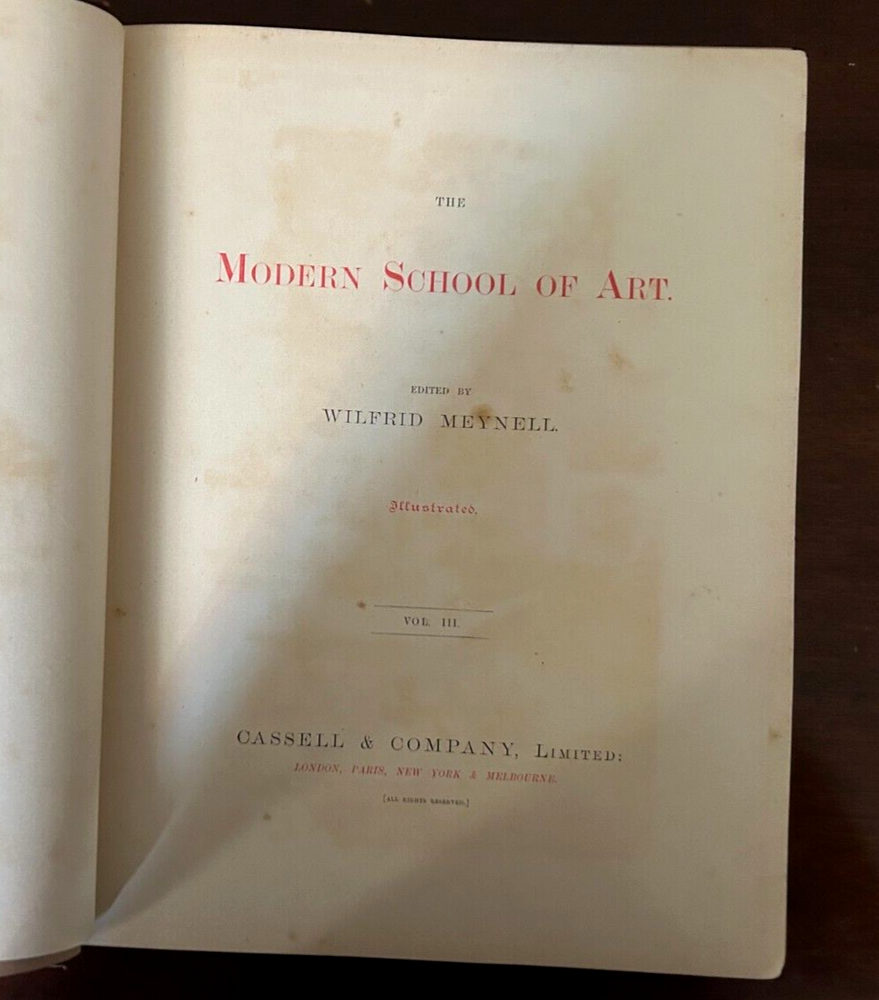 THE
MODERN SCHOOL OF ART.
EDITED BY
WILFRID MEYNELL.
Illustrated.
VOL. III.
CASSELL & COMPANY, LIMITED:
LONDON, PARIS, NEW YORK & MELBOURNE.
[ALL RIGHTS RESERVED.]